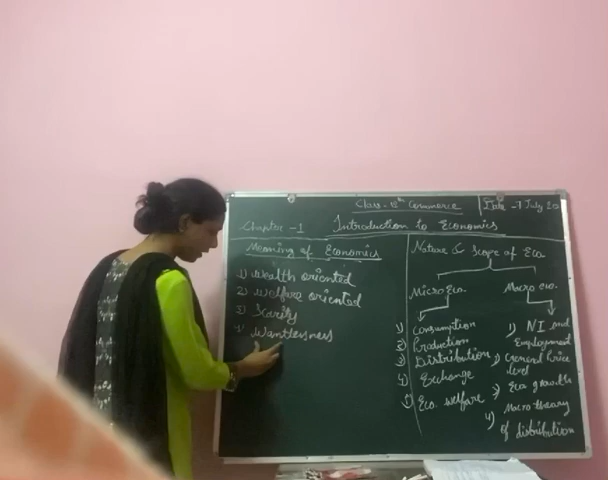 Class - 12th Commerce
Date - 7 July 20
Chapter - 1 Introduction to Economics
Meaning of Economics
1) Wealth oriented
2) Welfare oriented
3) Scarity
4) Wantlesness
Nature & Scope of Eco.
Micro Eco.
1) Consumption
2) Production
3) Distribution
4) Exchange
5) Eco. welfare
Macro eco.
1) NI and
Employment
2) General Price
level
3) Eco growth
4) Macro theory
of distribution